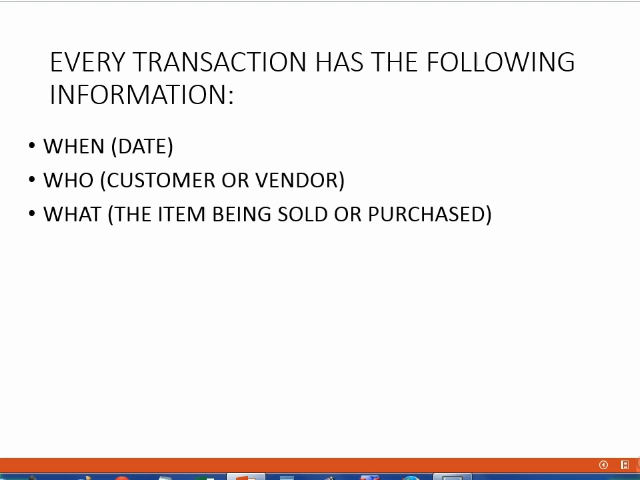 EVERY TRANSACTION HAS THE FOLLOWING
INFORMATION:
• WHEN (DATE)
• WHO (CUSTOMER OR VENDOR)
• WHAT (THE ITEM BEING SOLD OR PURCHASED)